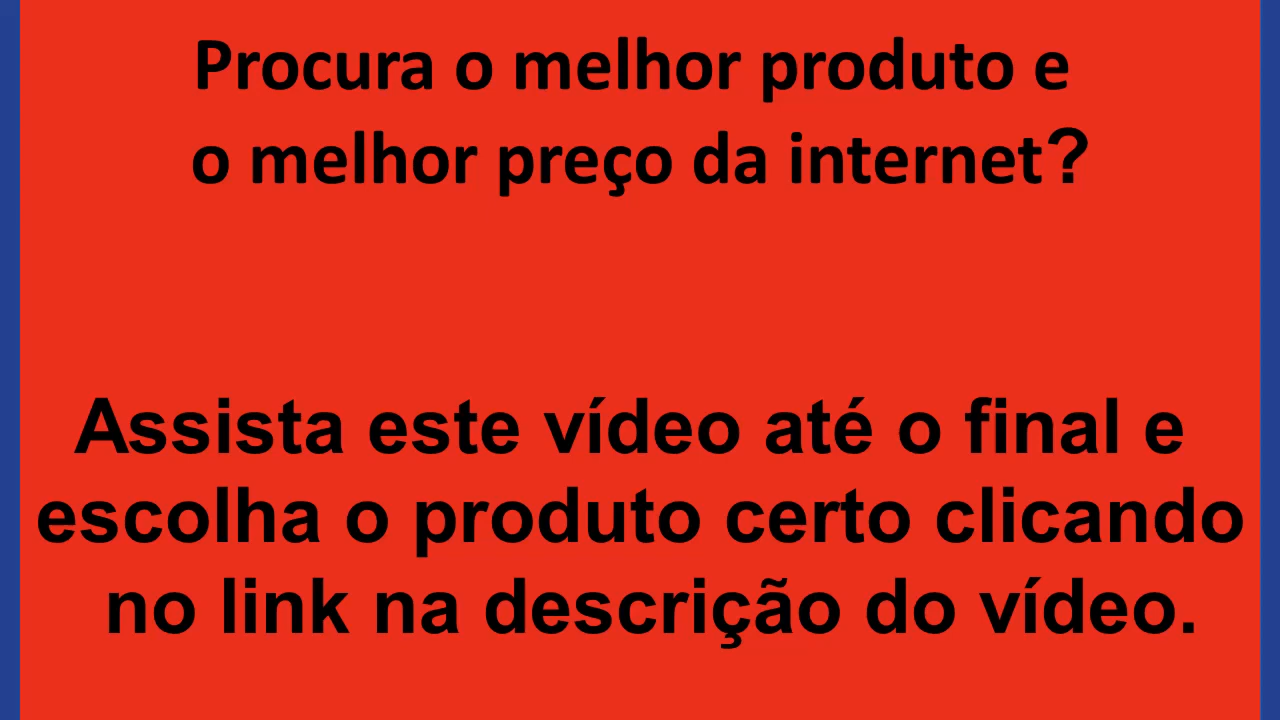 Procura o melhor produto e
o melhor preço da internet?
Assista este vídeo até o final e
escolha o produto certo clicando
no link na descrição do vídeo.